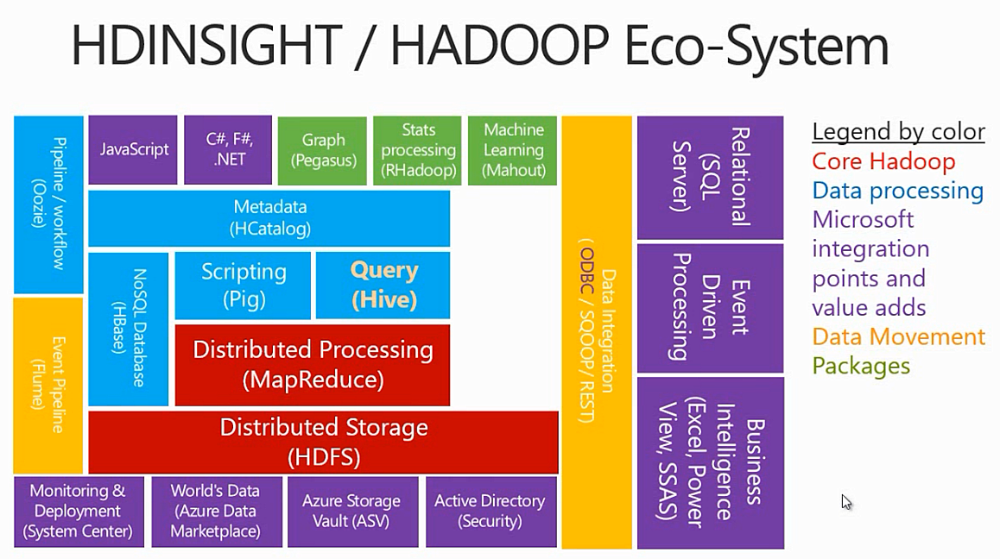 HDINSIGHT / HADOOP Eco-System
Pipeline / workflow
(Oozie)
JavaScript
C#, F#,
.NET
Graph
(Pegasus)
Stats
processing
(RHadoop)
Machine
Learning
(Mahout)
Metadata
(HCatalog)
NoSQL Database
(HBase)
Scripting
(Pig)
Query
(Hive)
Distributed Processing
(MapReduce)
Event Pipeline
(Flume)
Distributed Storage
(HDFS)
Monitoring &
Deployment
(System Center)
World's Data
(Azure Data
Marketplace)
Azure Storage
Vault (ASV)
Active Directory
(Security)
Data Integration
( ODBC / SQOOP/ REST)
Relational
(SQL
Server)
Event
Driven
Processing
Business
Intelligence
(Excel, Power
View, SSAS)
Legend by color
Core Hadoop
Data processing
Microsoft
integration
points and
value adds
Data Movement
Packages